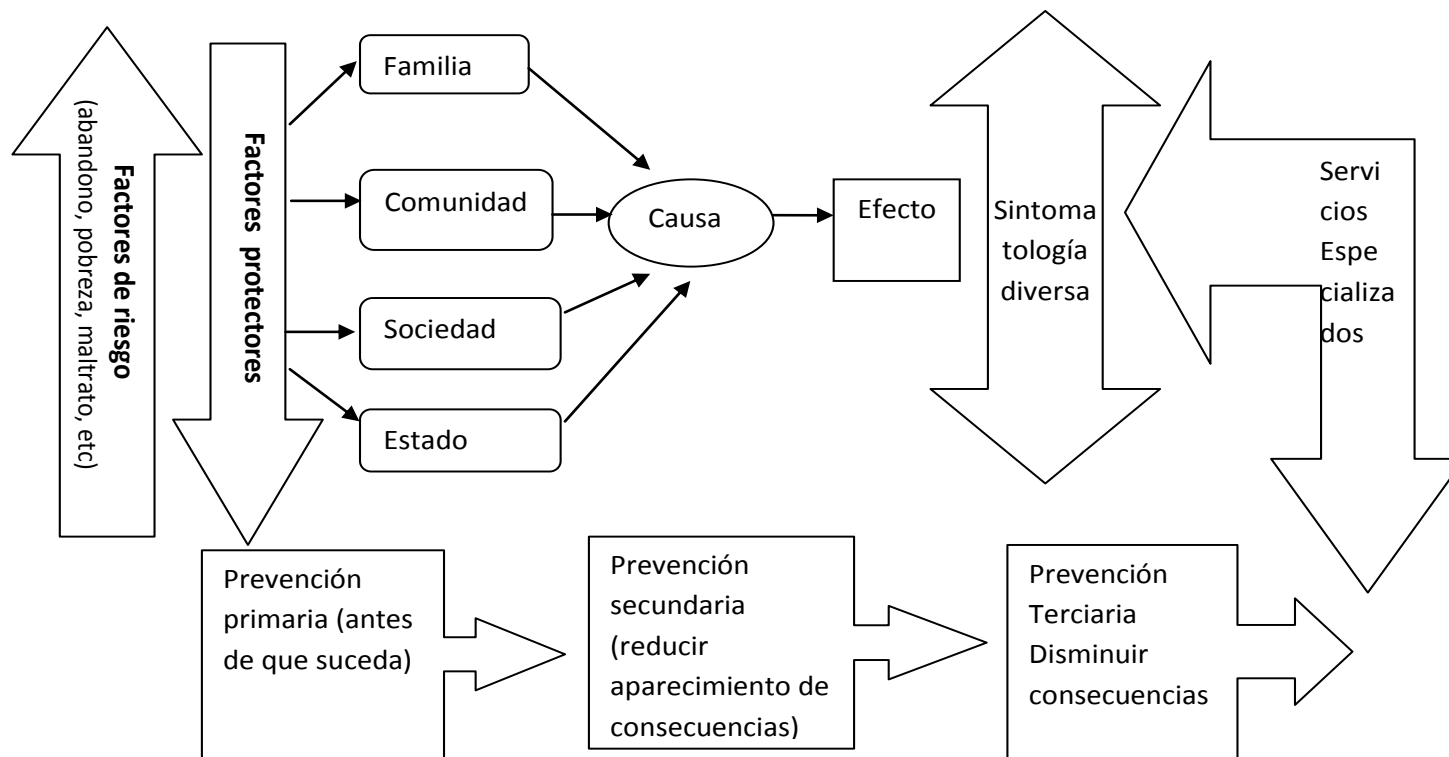 Factores de riesgo
(abandono, pobreza, maltrato, etc)
Factores protectores
Familia
Comunidad
Sociedad
Estado
Causa
Efecto
Sintoma
tología
diversa
Servi
cios
Espe
cializa
dos
Prevención
primaria (antes
de que suceda)
Prevención
secundaria
(reducir
aparecimiento de
consecuencias)
Prevención
Terciaria
Disminuir
consecuencias